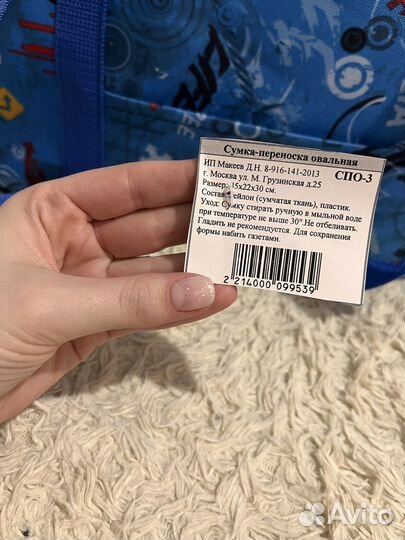 LIFE
Сумка-переноска овальная
ИП Макеев Д.Н. 8-916-141-2013 СПО-3
г. Москва ул. М. Грузинская д.25
Размер: 45х22х30 см.
Состав: Нейлон (сумчатая ткань), пластик.
Уход: Сумку стирать ручную в мыльной воде
при температуре не выше 30°.Не отбеливать.
Гладить не рекомендуется. Для сохранения
формы набить газетами.
2 214000 099539
Avito